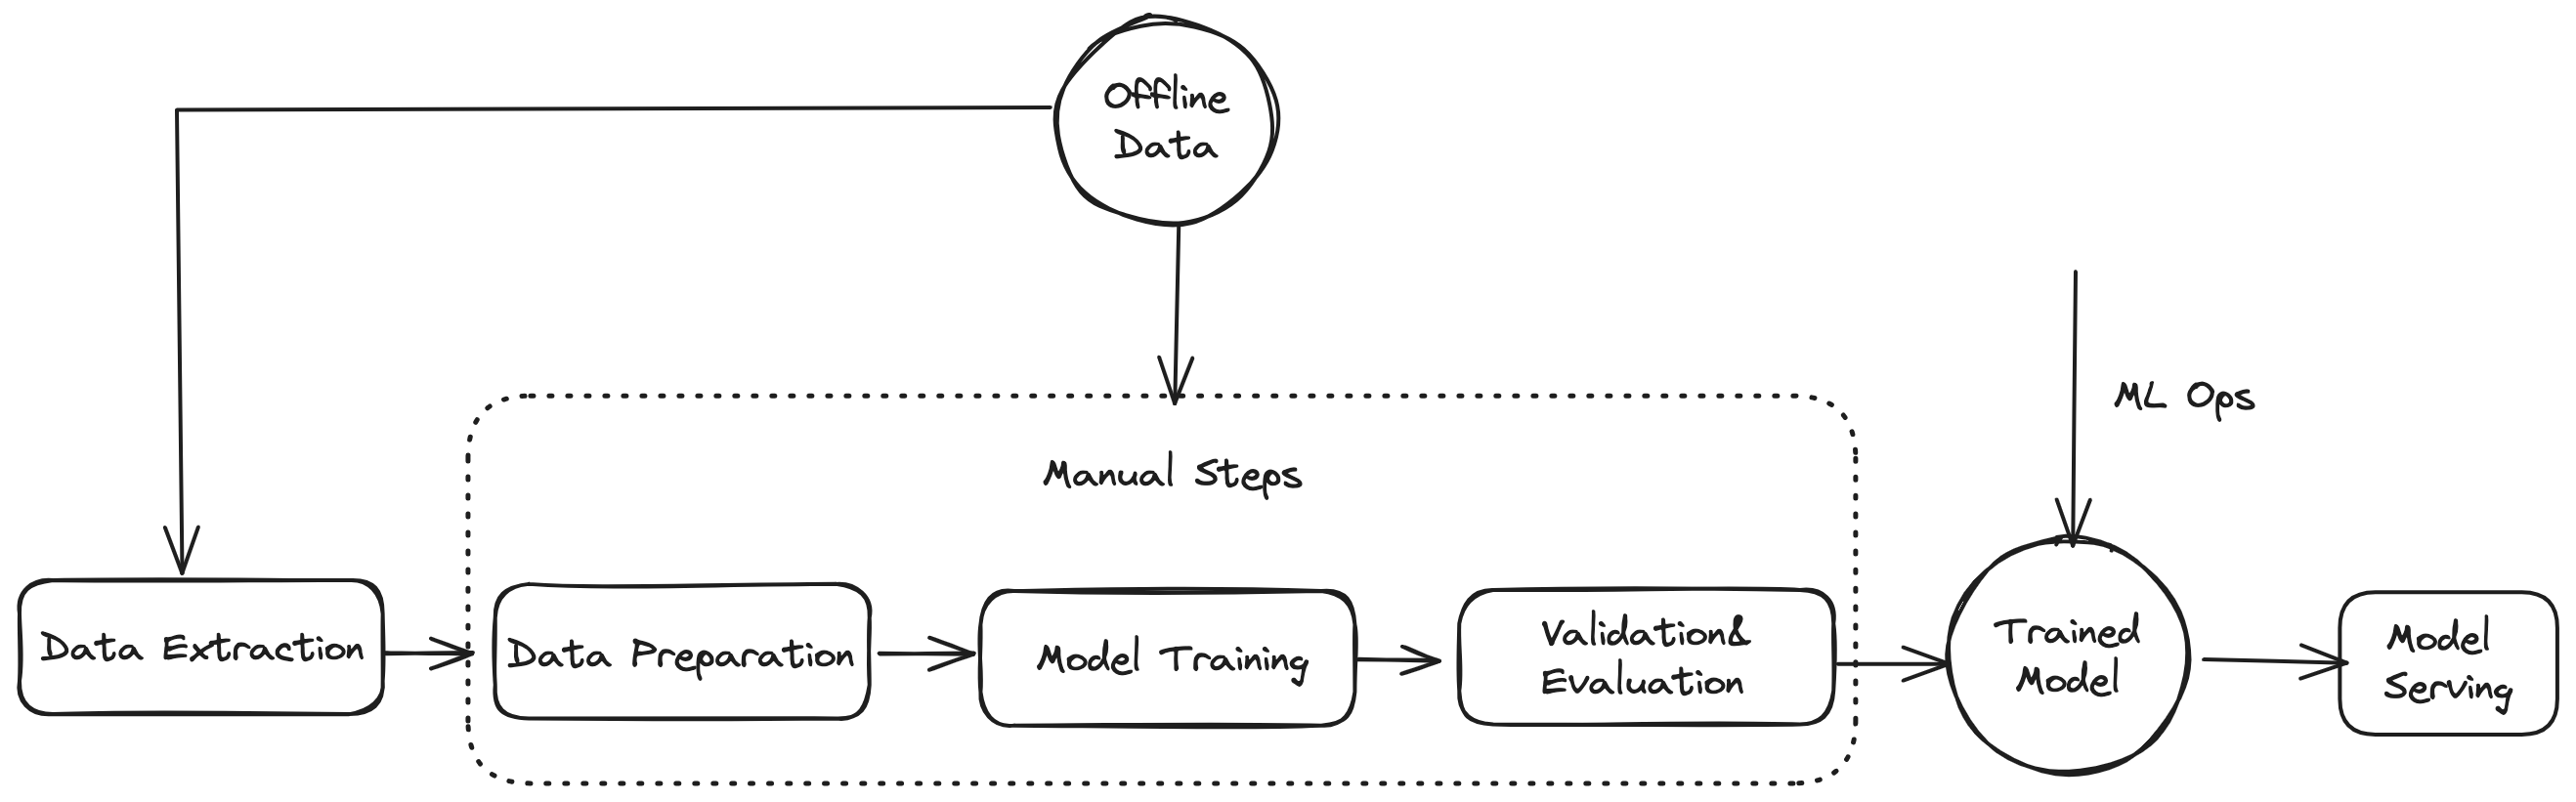 Offline
Data
ML Ops
Manual Steps
Data Extraction
Data Preparation
Model Training
Validation&
Evaluation
Trained
Model
Model
Serving